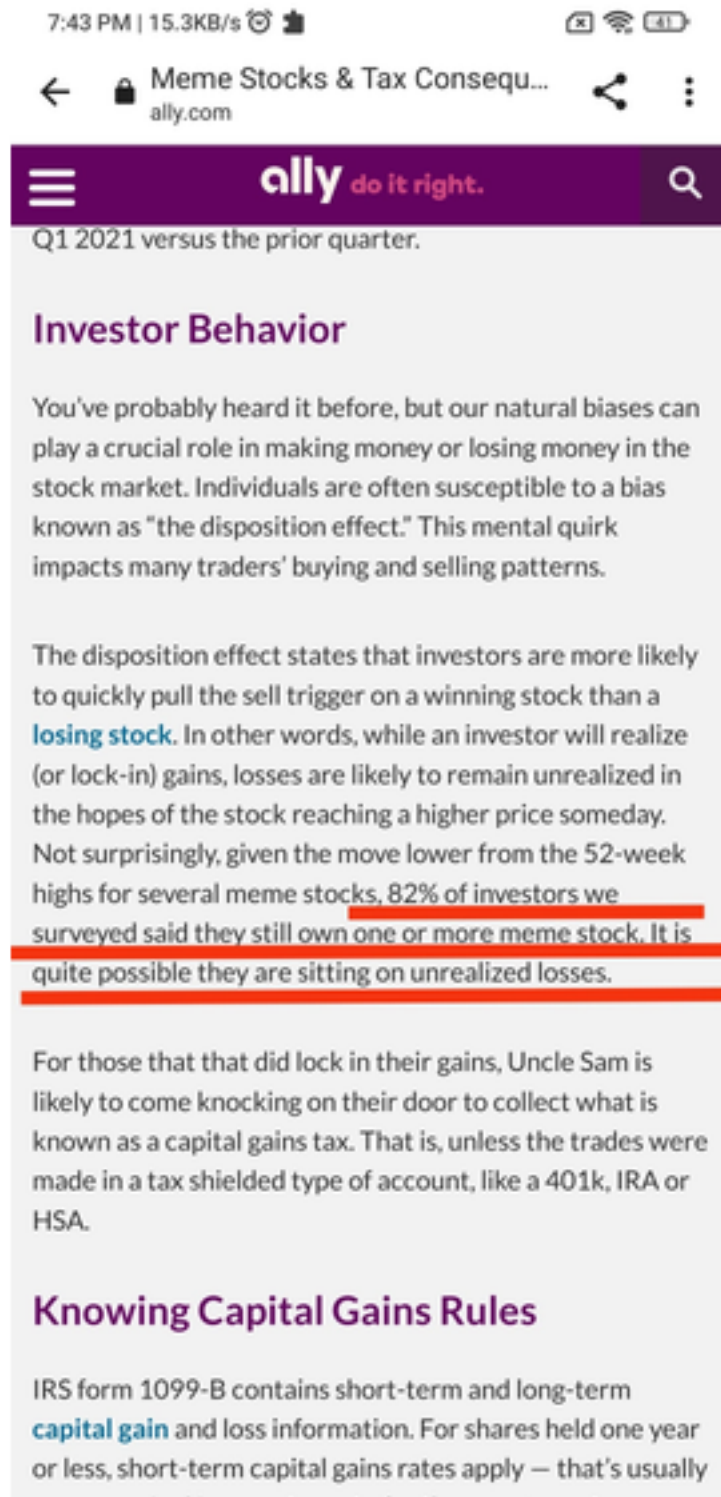 7:43 PM | 15.3KB/s
41
Meme Stocks & Tax Consequ...
ally.com
ally do it right.
Q1 2021 versus the prior quarter.
Investor Behavior
You've probably heard it before, but our natural biases can
play a crucial role in making money or losing money in the
stock market. Individuals are often susceptible to a bias
known as "the disposition effect." This mental quirk
impacts many traders' buying and selling patterns.
The disposition effect states that investors are more likely
to quickly pull the sell trigger on a winning stock than a
losing stock. In other words, while an investor will realize
(or lock-in) gains, losses are likely to remain unrealized in
the hopes of the stock reaching a higher price someday.
Not surprisingly, given the move lower from the 52-week
highs for several meme stocks, 82% of investors we
surveyed said they still own one or more meme stock. It is
quite possible they are sitting on unrealized losses.
For those that that did lock in their gains, Uncle Sam is
likely to come knocking on their door to collect what is
known as a capital gains tax. That is, unless the trades were
made in a tax shielded type of account, like a 401k, IRA or
HSA.
Knowing Capital Gains Rules
IRS form 1099-B contains short-term and long-term
capital gain and loss information. For shares held one year
or less, short-term capital gains rates apply — that's usually